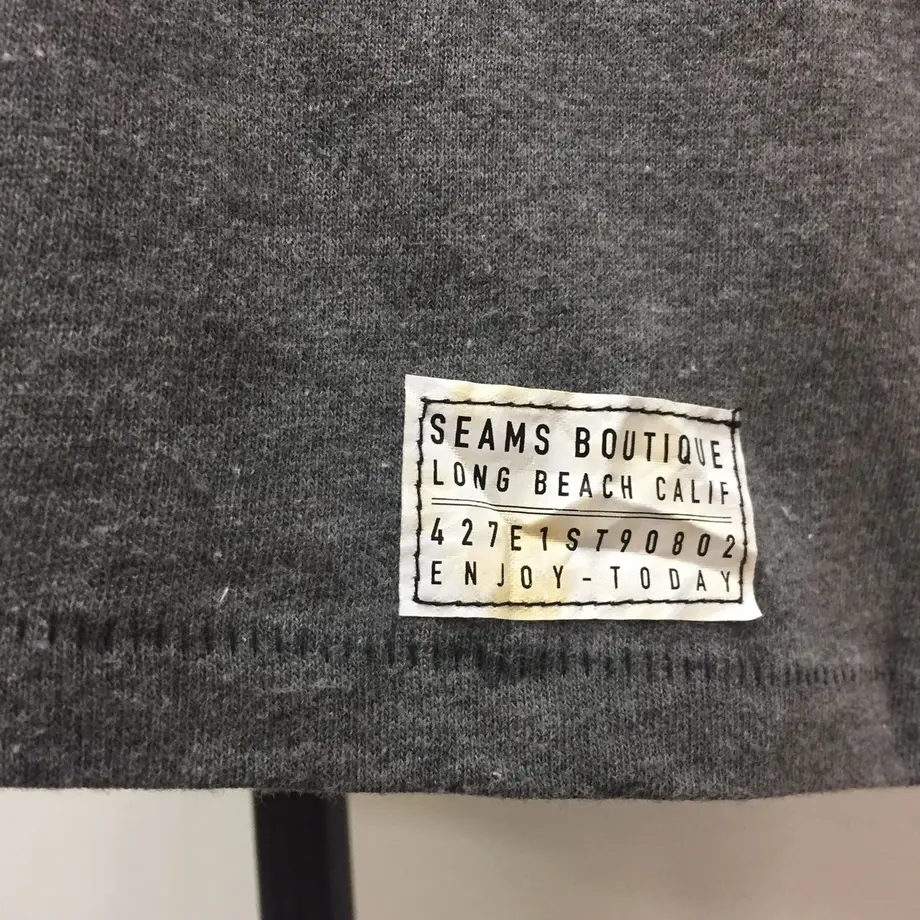 SEAMS BOUTIQUE
LONG BEACH CALIF
427E1ST90802
ENJOY-TODAY